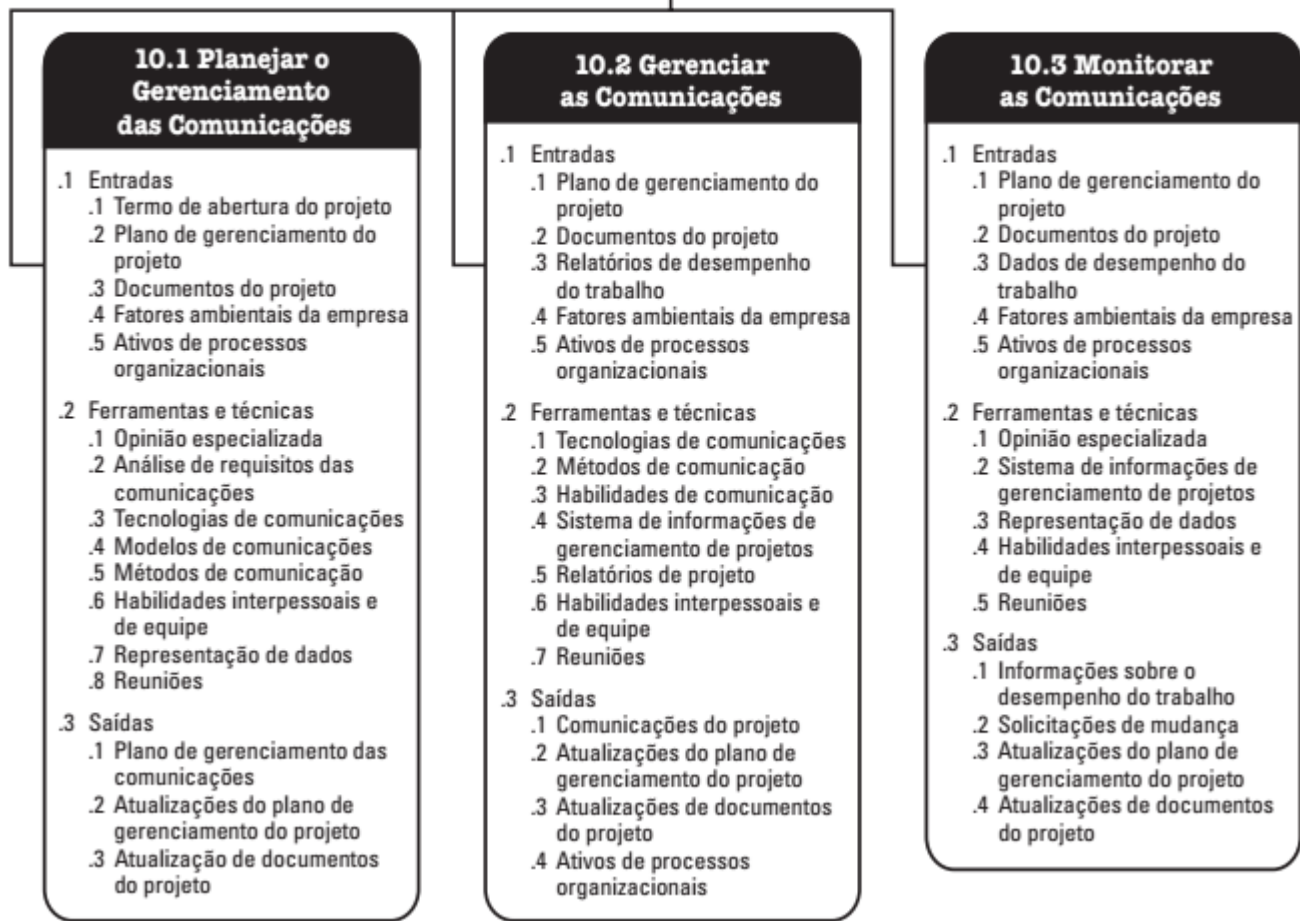 10.1 Planejar o
Gerenciamento
das Comunicações
.1 Entradas
.1 Termo de abertura do projeto
.2 Plano de gerenciamento do
projeto
.3 Documentos do projeto
.4 Fatores ambientais da empresa
.5 Ativos de processos
organizacionais
.2 Ferramentas e técnicas
.1 Opinião especializada
.2 Análise de requisitos das
comunicações
.3 Tecnologias de comunicações
.4 Modelos de comunicações
.5 Métodos de comunicação
.6 Habilidades interpessoais e
de equipe
.7 Representação de dados
.8 Reuniões
.3 Saídas
.1 Plano de gerenciamento das
comunicações
.2 Atualizações do plano de
gerenciamento do projeto
.3 Atualização de documentos
do projeto
10.2 Gerenciar
as Comunicações
.1 Entradas
.1 Plano de gerenciamento do
projeto
.2 Documentos do projeto
.3 Relatórios de desempenho
do trabalho
.4 Fatores ambientais da empresa
.5 Ativos de processos
organizacionais
.2 Ferramentas e técnicas
.1 Tecnologias de comunicações
.2 Métodos de comunicação
.3 Habilidades de comunicação
.4 Sistema de informações de
gerenciamento de projetos
.5 Relatórios de projeto
.6 Habilidades interpessoais e
de equipe
.7 Reuniões
.3 Saídas
.1 Comunicações do projeto
.2 Atualizações do plano de
gerenciamento do projeto
.3 Atualizações de documentos
do projeto
.4 Ativos de processos
organizacionais
10.3 Monitorar
as Comunicações
.1 Entradas
.1 Plano de gerenciamento do
projeto
.2 Documentos do projeto
.3 Dados de desempenho do
trabalho
.4 Fatores ambientais da empresa
.5 Ativos de processos
organizacionais
.2 Ferramentas e técnicas
.1 Opinião especializada
.2 Sistema de informações de
gerenciamento de projetos
.3 Representação de dados
.4 Habilidades interpessoais e
de equipe
.5 Reuniões
.3 Saídas
.1 Informações sobre o
desempenho do trabalho
.2 Solicitações de mudança
.3 Atualizações do plano de
gerenciamento do projeto
.4 Atualizações de documentos
do projeto